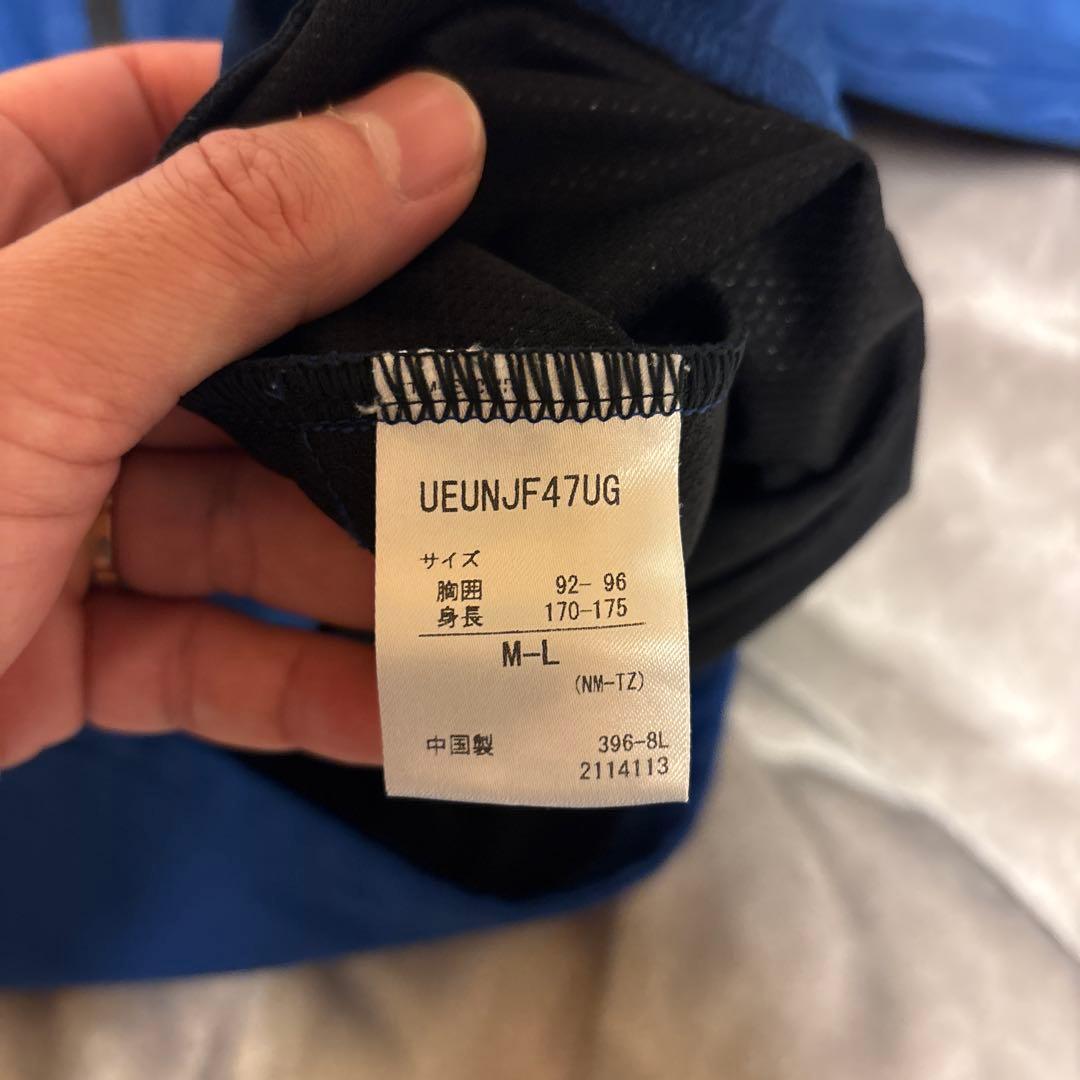 UEUNJF47UG
サイズ
胸囲 92- 96
身長 170-175
M-L
(NM-TZ)
中国製 396-8L
2114113